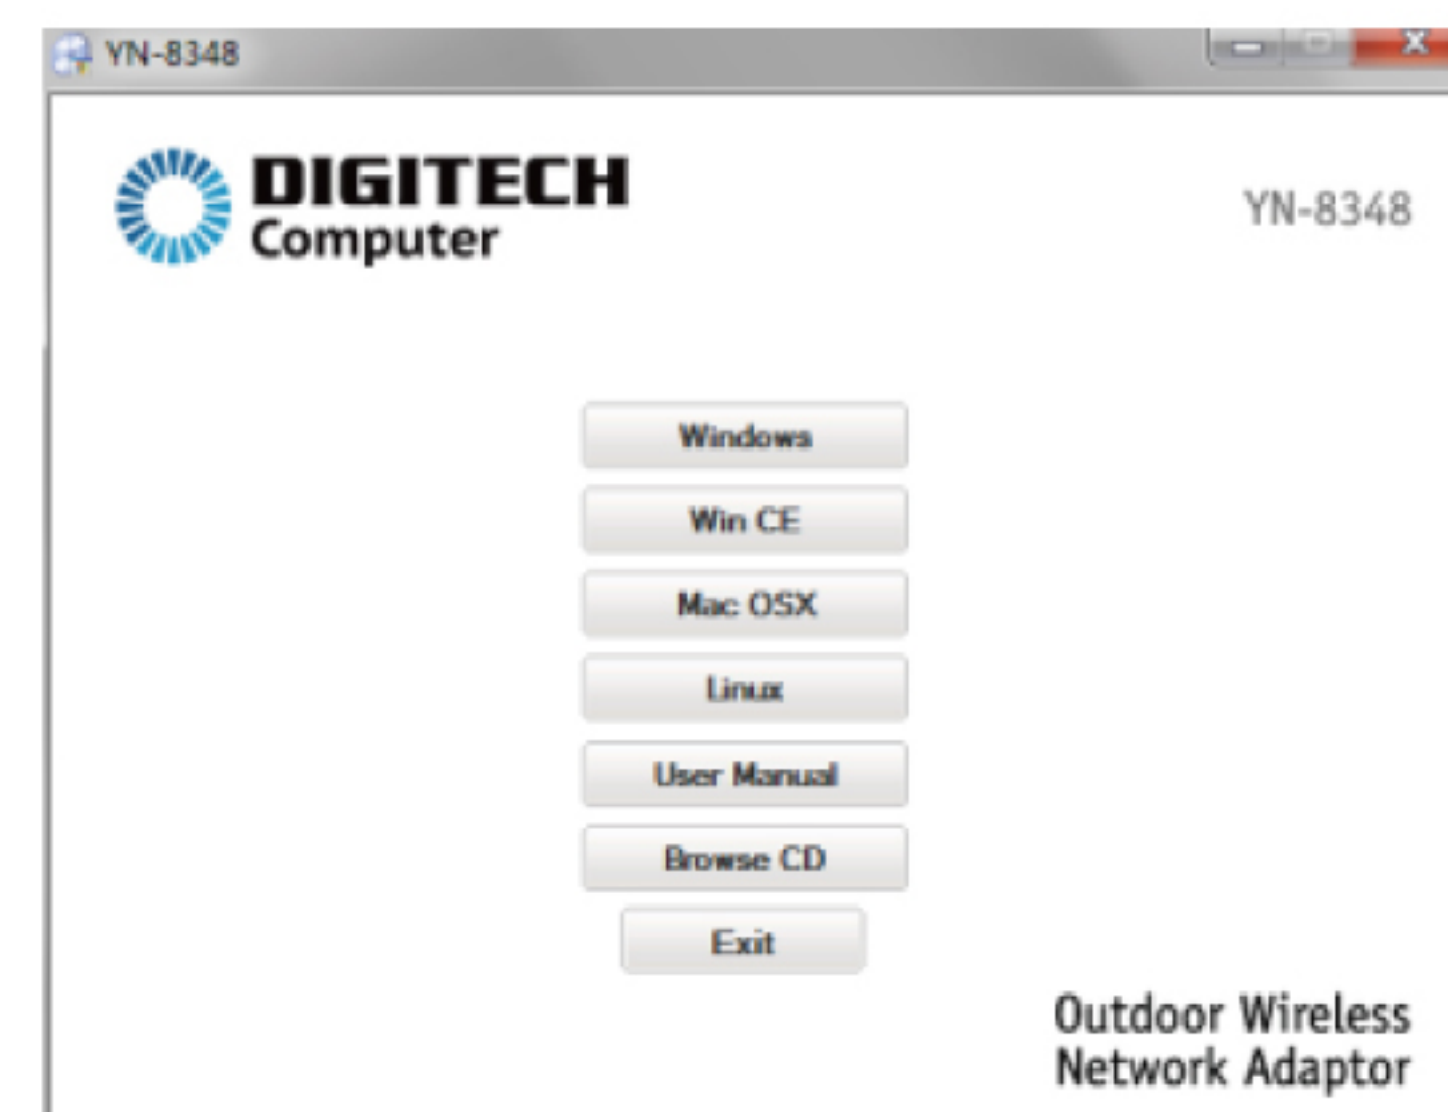 YN-8348
DIGITECH
Computer
YN-8348
Windows
Win CE
Mac OSX
Linux
User Manual
Browse CD
Exit
Outdoor Wireless
Network Adaptor